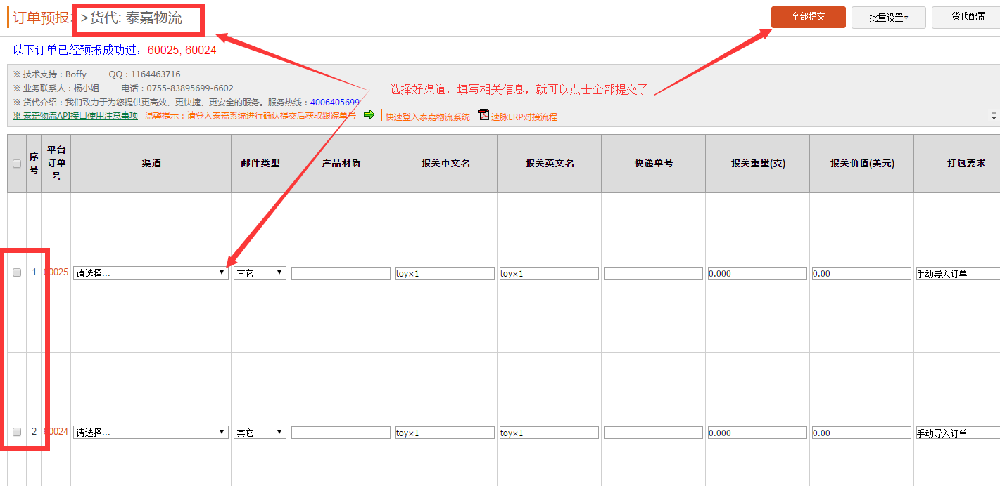 订单预报>
>货代: 泰嘉物流
全部提交
批量设置▿
货代配置
以下订单已经预报成功过：60025, 60024
※ 技术支持：Boffy QQ：1164463716
※ 业务联系人：杨小姐 电话：0755-83895699-6602
选择好渠道，填写相关信息，就可以点击全部提交了
※ 货代介绍：我们致力于为您提供更高效、更快捷、更安全的服务。服务热线：4006405699
※ 泰嘉物流API接口使用注意事项 温馨提示：请登入泰嘉系统进行确认提交后获取跟踪单号 快速登入泰嘉物流系统 速脉ERP对接流程
序号 平台订单号 渠道 邮件类型 产品材质 报关中文名 报关英文名 快递单号 报关重量(克) 报关价值(美元) 打包要求
1 60025 请选择... 其它 toy×1 toy×1 0.000 0.00 手动导入订单
2 60024 请选择... 其它 toy×1 toy×1 0.000 0.00 手动导入订单